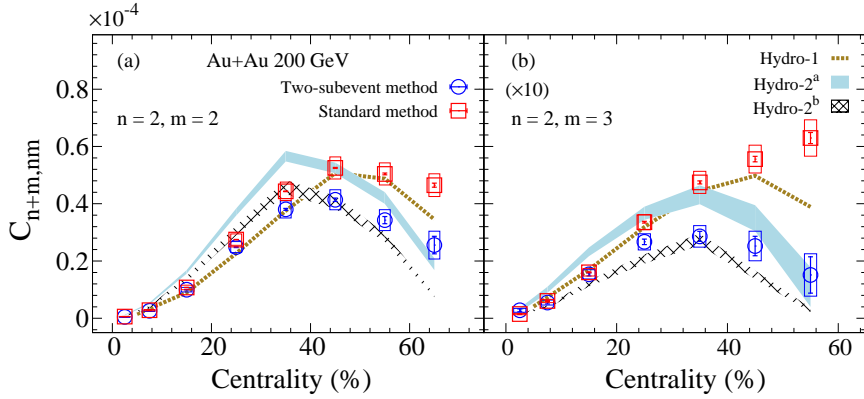 ×10⁻⁴
(a) Au+Au 200 GeV
Two-subevent method
Standard method
n = 2, m = 2
(b)
(×10)
n = 2, m = 3
Hydro-1
Hydro-2ᵃ
Hydro-2ᵇ
C n+m,nm
0.8
0.6
0.4
0.2
0
0 20 40 60
0 20 40 60
Centrality (%)
Centrality (%)